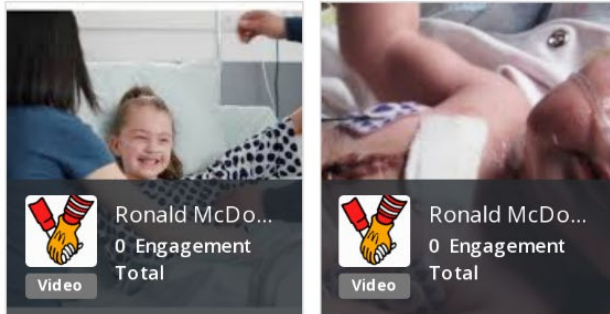 Ronald McDo...
0 Engagement
Total
Video
Ronald McDo...
0 Engagement
Total
Video